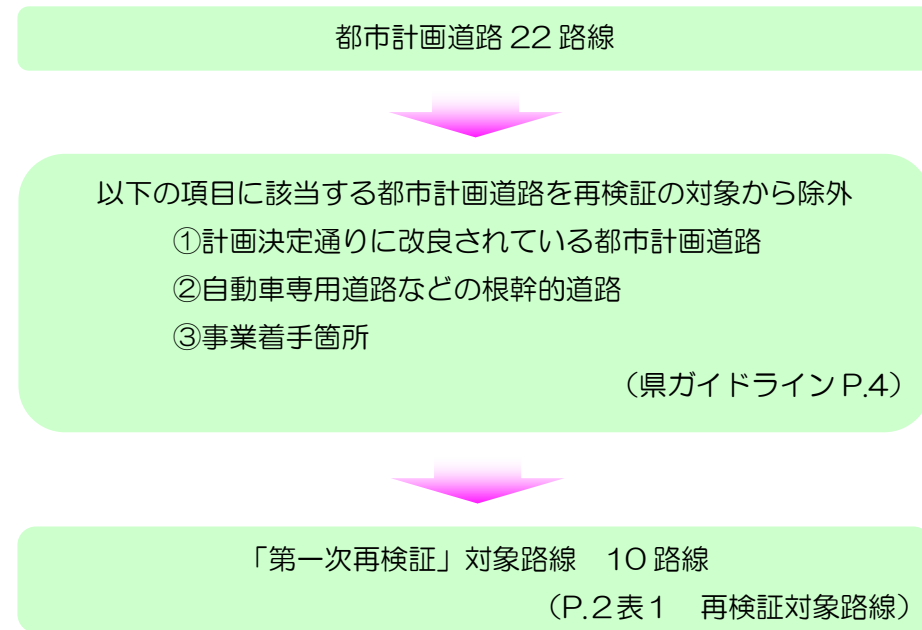 都市計画道路 22 路線
以下の項目に該当する都市計画道路を再検証の対象から除外
①計画決定通りに改良されている都市計画道路
②自動車専用道路などの根幹的道路
③事業着手箇所
（県ガイドライン P.4）
「第一次再検証」対象路線　10 路線
（P.２表１　再検証対象路線）